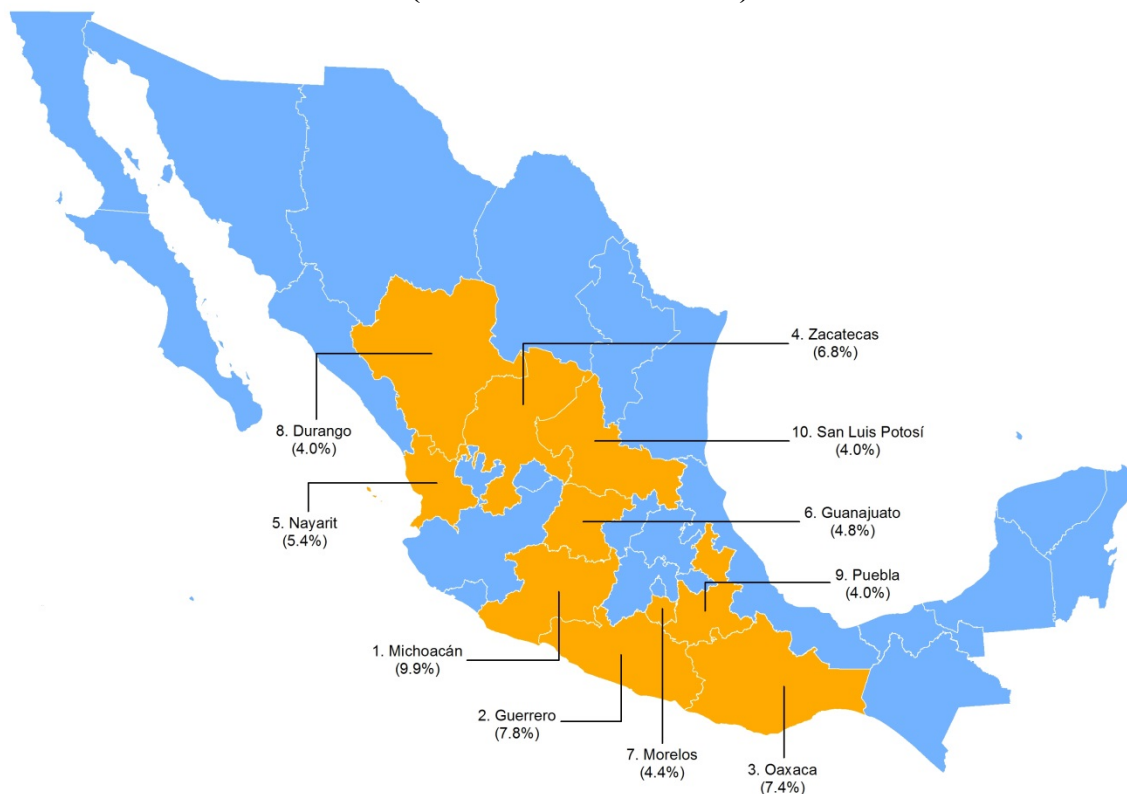 4. Zacatecas
(6.8%)
8. Durango
(4.0%)
10. San Luis Potosí
(4.0%)
5. Nayarit
(5.4%)
6. Guanajuato
(4.8%)
9. Puebla
(4.0%)
1. Michoacán
(9.9%)
2. Guerrero
(7.8%)
7. Morelos
(4.4%)
3. Oaxaca
(7.4%)